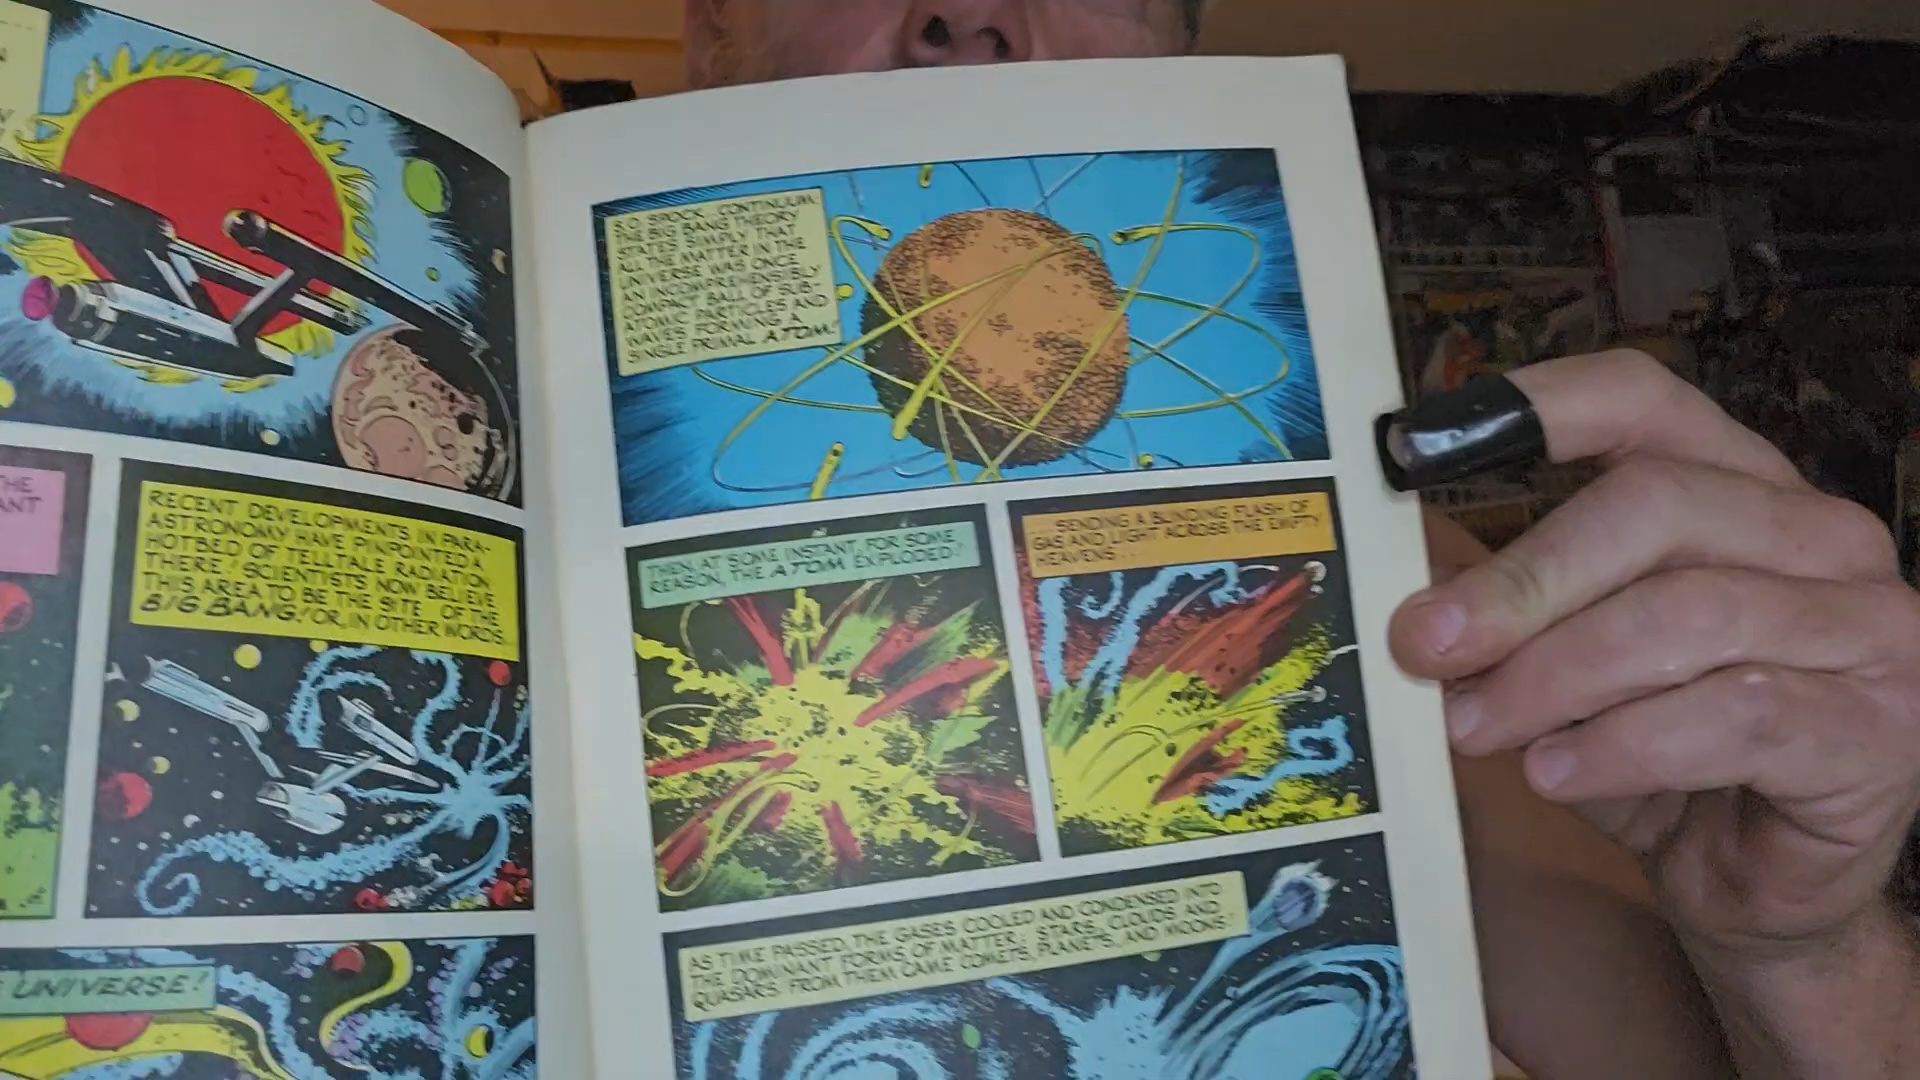 THE
ANT
RECENT DEVELOPMENTS IN PARA-
ASTRONOMY HAVE PINPOINTED A
HOTBED OF TELLTALE RADIATION
THERE! SCIENTISTS NOW BELIEVE
THIS AREA TO BE THE SITE OF THE
BIG BANG! OR, IN OTHER WORDS..
UNIVERSE!
S.O. SPOCK...CONTINUUM:
THE BIG BANG THEORY
STATES SIMPLY THAT
ALL THE MATTER IN THE
UNIVERSE WAS ONCE
AN INCOMPREHENSIBLY
COMPACT BALL OF SUB-
ATOMIC PARTICLES AND
WAVES FORMING A
SINGLE PRIMAL ATOM!
THEN, AT SOME INSTANT, FOR SOME
REASON, THE ATOM EXPLODED!
...SENDING A BLINDING FLASH OF
GAS AND LIGHT ACROSS THE EMPTY
HEAVENS...
AS TIME PASSED, THE GASES COOLED AND CONDENSED INTO
THE DOMINANT FORMS OF MATTER! STARS, CLOUDS, AND
QUASARS! FROM THEM CAME COMETS, PLANETS, AND MOONS!